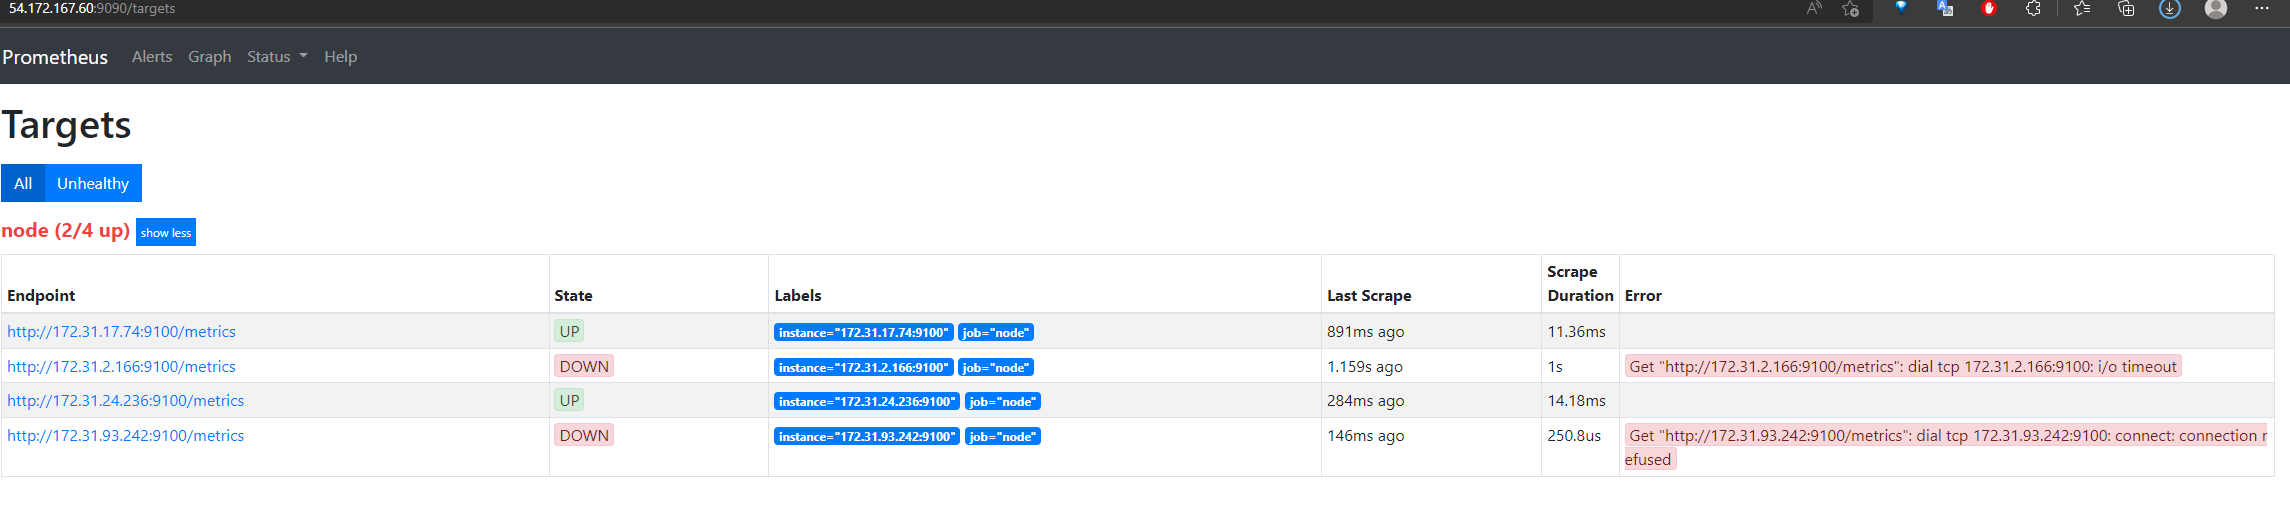 54.172.167.60:9090/targets
Prometheus Alerts Graph Status Help
Targets
All Unhealthy
node (2/4 up) show less
Endpoint State Labels Last Scrape Scrape Duration Error
http://172.31.17.74:9100/metrics UP instance="172.31.17.74:9100" job="node" 891ms ago 11.36ms
http://172.31.2.166:9100/metrics DOWN instance="172.31.2.166:9100" job="node" 1.159s ago 1s Get "http://172.31.2.166:9100/metrics": dial tcp 172.31.2.166:9100: i/o timeout
http://172.31.24.236:9100/metrics UP instance="172.31.24.236:9100" job="node" 284ms ago 14.18ms
http://172.31.93.242:9100/metrics DOWN instance="172.31.93.242:9100" job="node" 146ms ago 250.8us Get "http://172.31.93.242:9100/metrics": dial tcp 172.31.93.242:9100: connect: connection r
efused